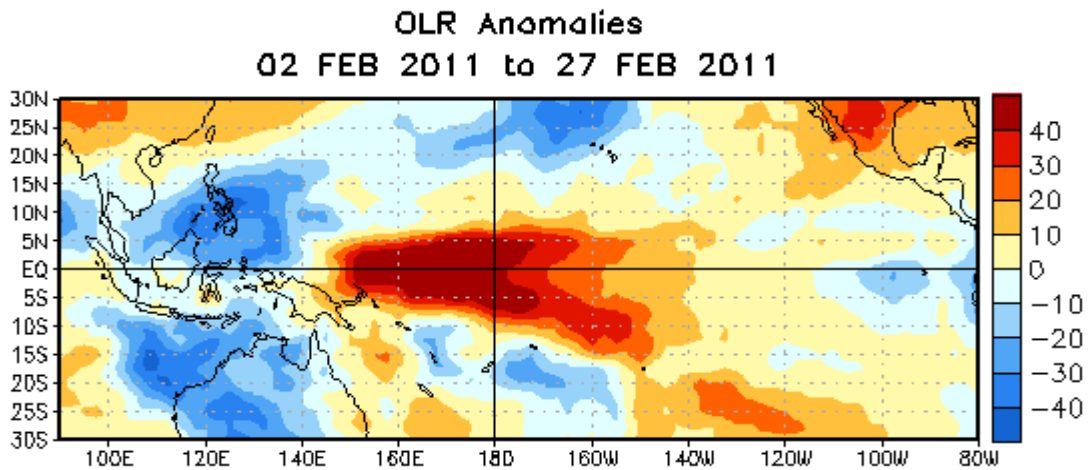 OLR Anomalies
02 FEB 2011 to 27 FEB 2011
30N
25N
20N
15N
10N
5N
EQ
5S
10S
15S
20S
25S
30S
100E 120E 140E 160E 180 160W 140W 120W 100W 80W
40
30
20
10
0
-10
-20
-30
-40